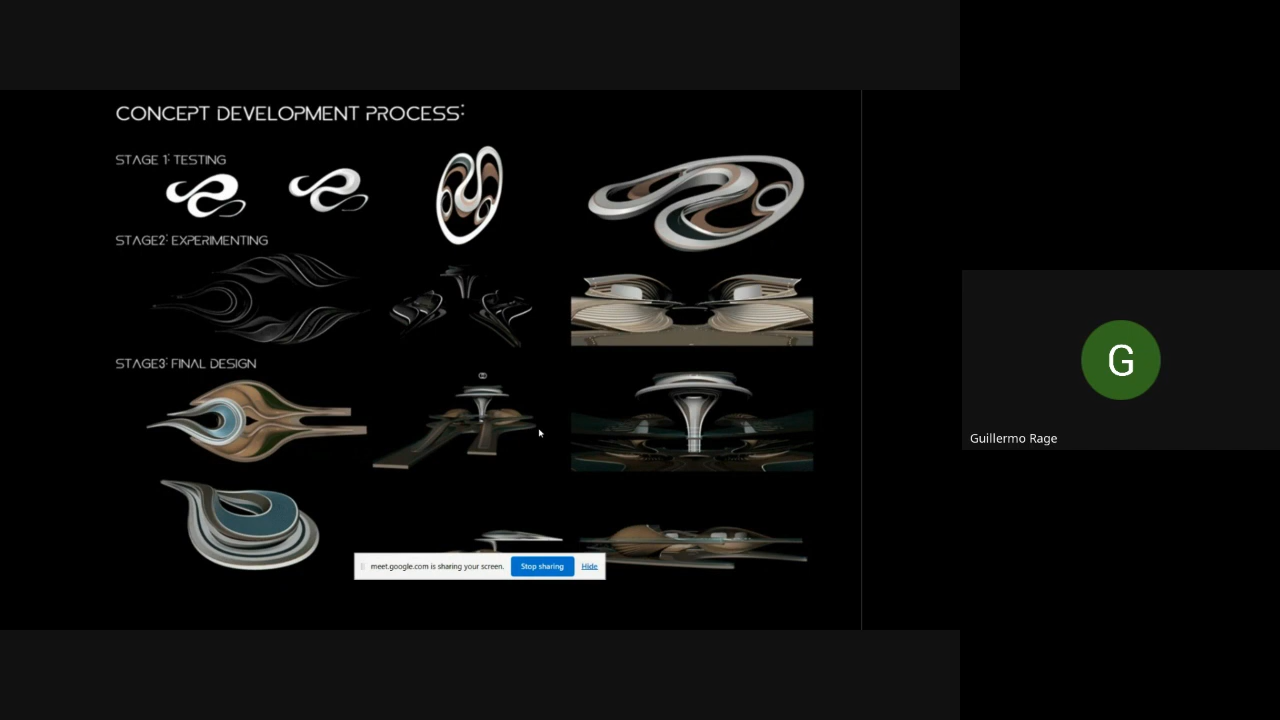 CONCEPT DEVELOPMENT PROCESS:
STAGE 1: TESTING
STAGE2: EXPERIMENTING
STAGE3: FINAL DESIGN
meet.google.com is sharing your screen. Stop sharing Hide
G
Guillermo Rage